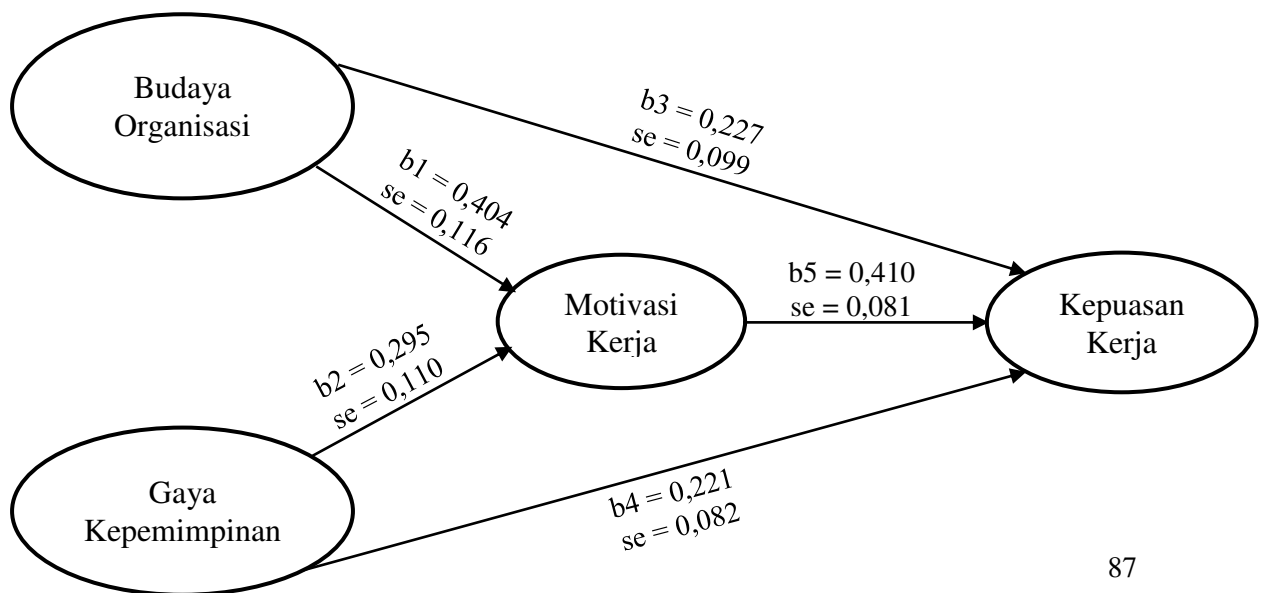 Budaya
Organisasi
b3 = 0,227
se = 0,099
b1 = 0,404
se = 0,116
Motivasi
Kerja
b5 = 0,410
se = 0,081
Kepuasan
Kerja
b2 = 0,295
se = 0,110
Gaya
Kepemimpinan
b4 = 0,221
se = 0,082
87